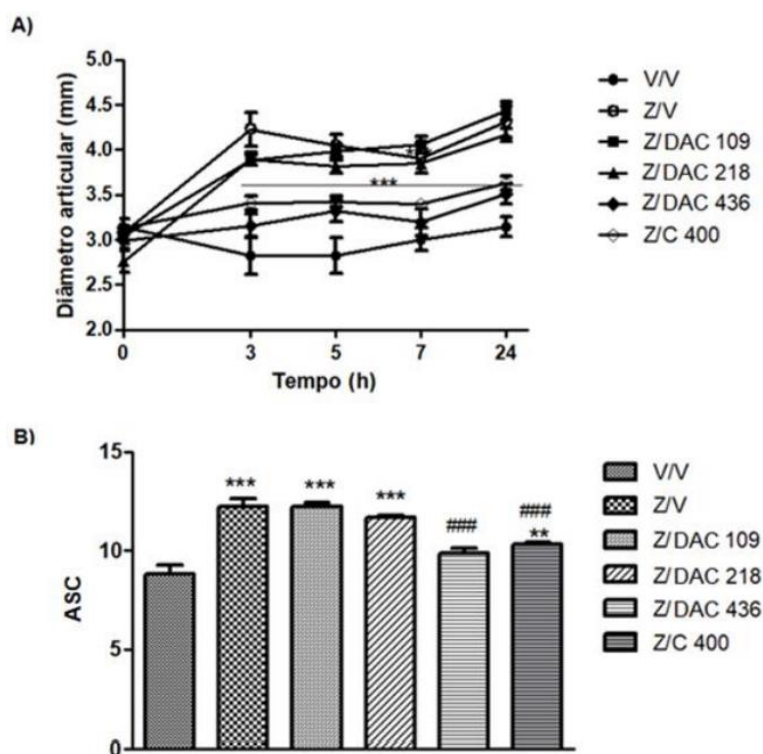 A)
Diâmetro articular (mm)
5.0
4.5
4.0
3.5
3.0
2.5
2.0
***
0
3
5
7
24
Tempo (h)
V/V
Z/V
Z/DAC 109
Z/DAC 218
Z/DAC 436
Z/C 400
B)
ASC
15
10
5
0
***
***
***
###
###
**
V/V
Z/V
Z/DAC 109
Z/DAC 218
Z/DAC 436
Z/C 400